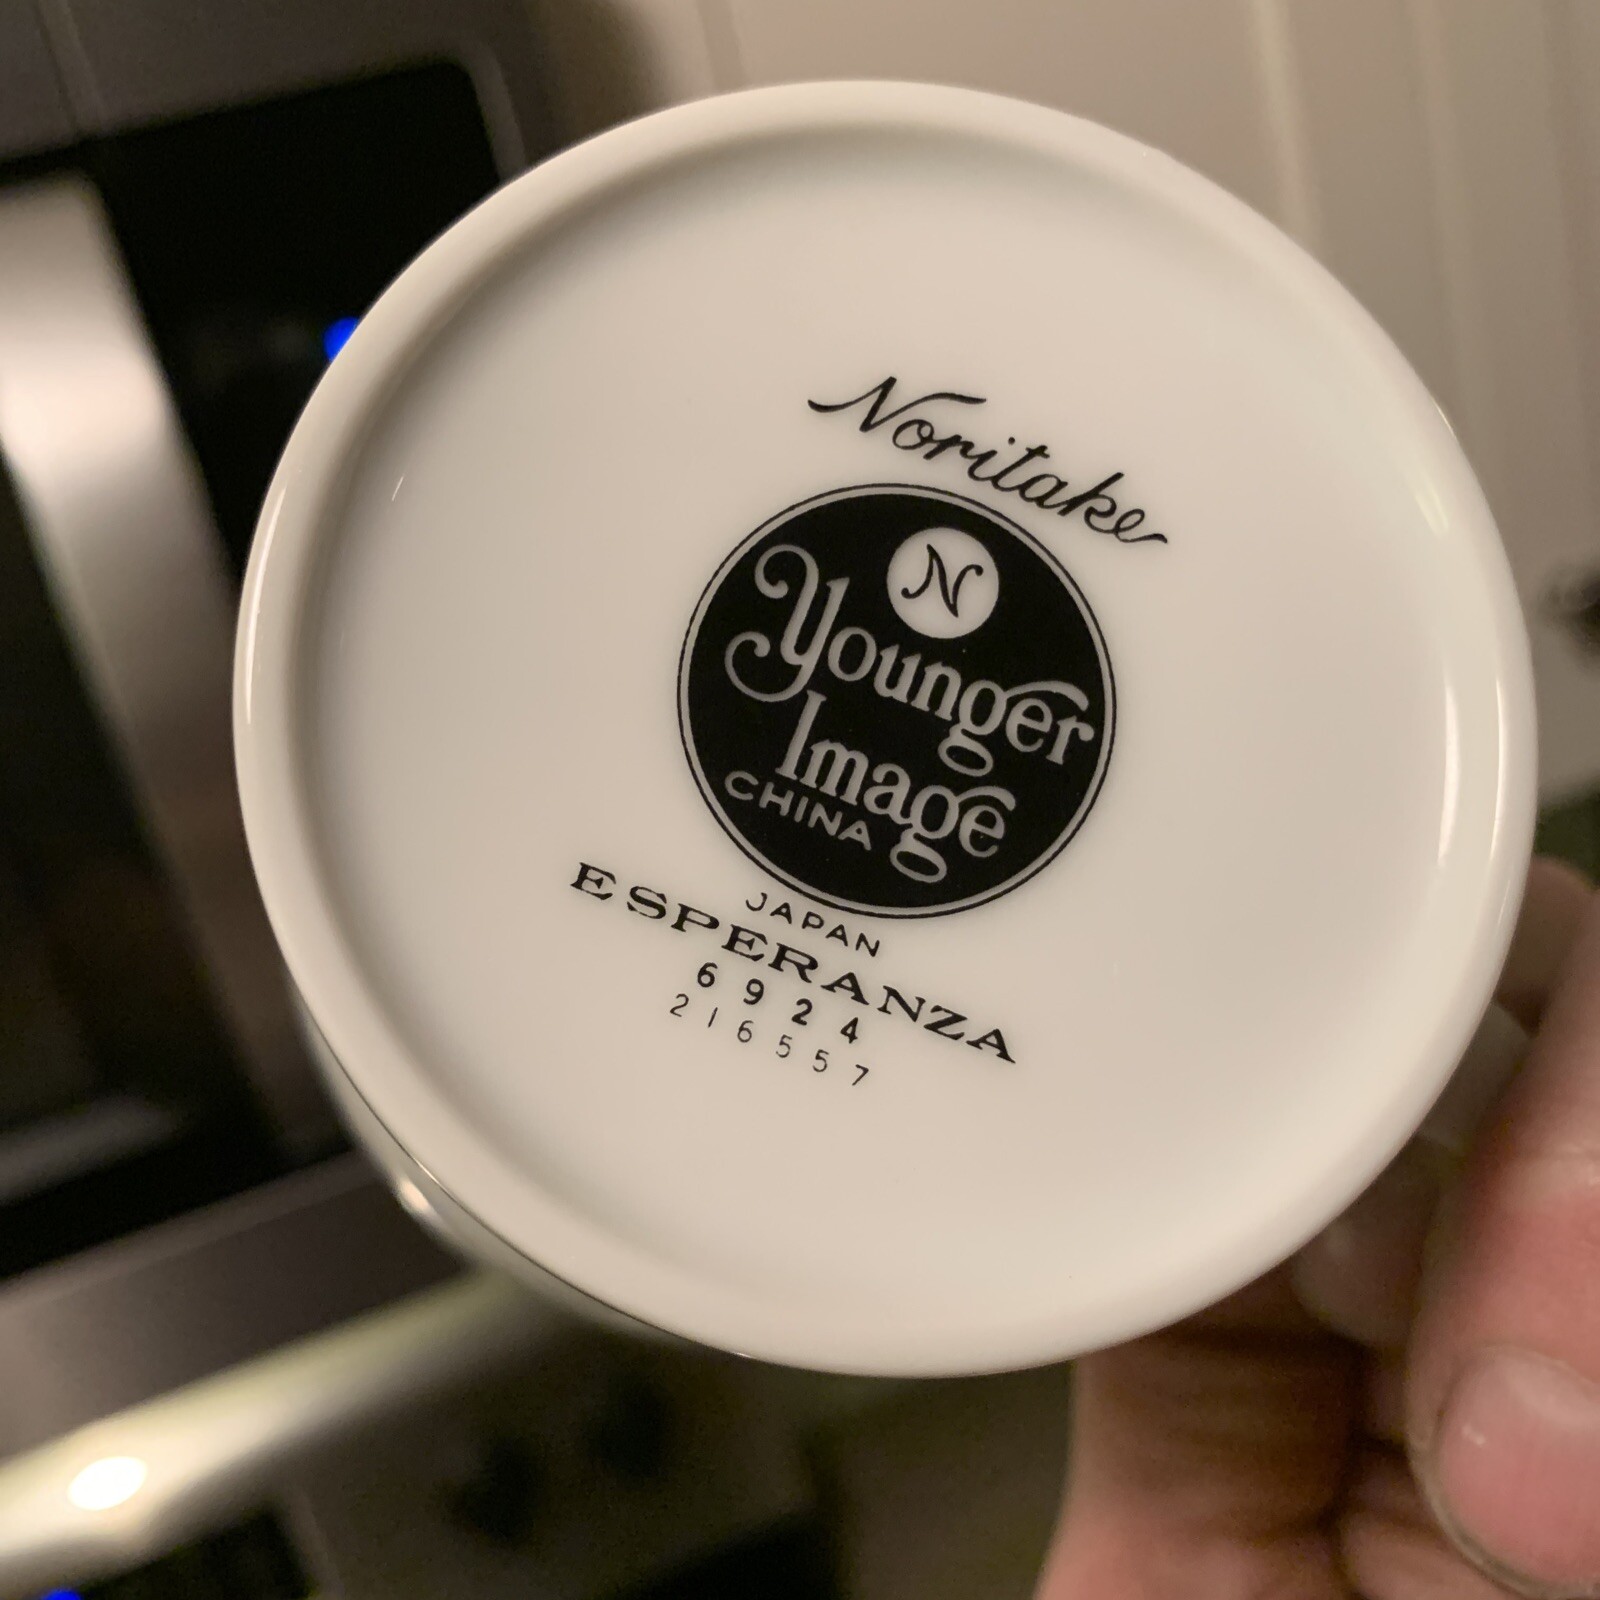 Noritake
N
Younger
Image
CHINA
JAPAN
ESPERANZA
6924
216557